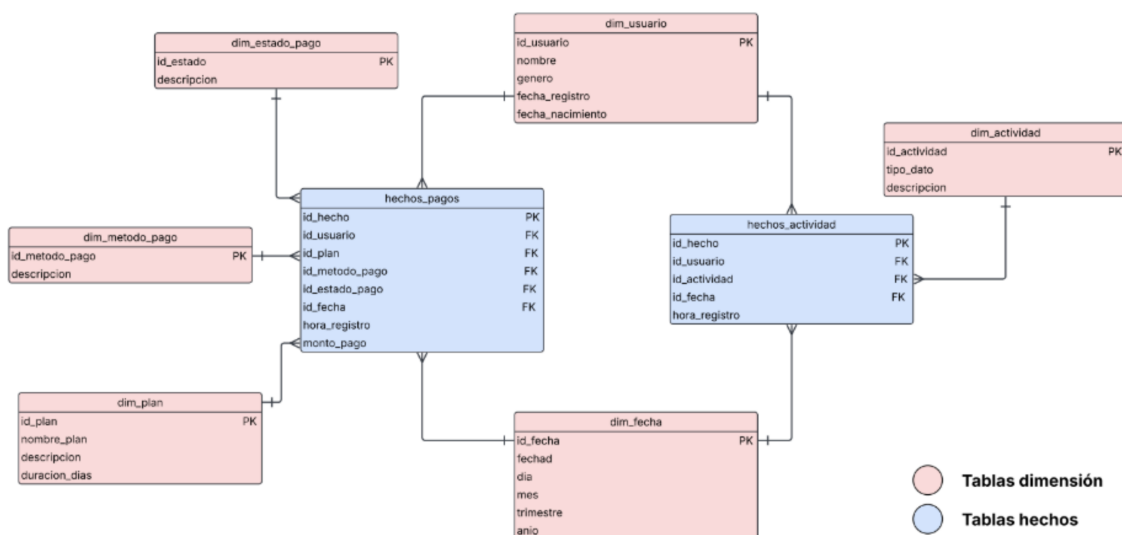 dim_usuario
id_usuario PK
nombre
genero
fecha_registro
fecha_nacimiento
dim_estado_pago
id_estado PK
descripcion
dim_actividad
id_actividad PK
tipo_dato
descripcion
hechos_pagos
id_hecho PK
id_usuario FK
id_plan FK
id_metodo_pago FK
id_estado_pago FK
id_fecha FK
hora_registro
monto_pago
hechos_actividad
id_hecho PK
id_usuario FK
id_actividad FK
id_fecha FK
hora_registro
dim_metodo_pago
id_metodo_pago PK
descripcion
dim_plan
id_plan PK
nombre_plan
descripcion
duracion_dias
dim_fecha
id_fecha PK
fechad
dia
mes
trimestre
anio
Tablas dimensión
Tablas hechos